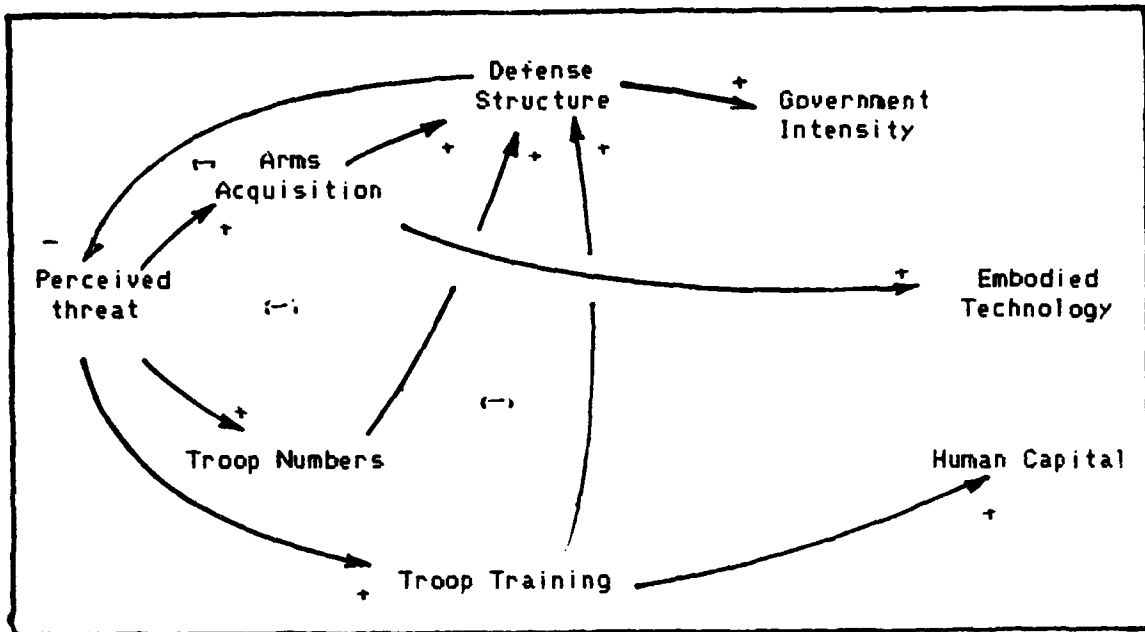 Defense
Structure
+
Government
Intensity
+
+
+
(-)
Arms
Acquisition
+
-
Perceived
threat
(-)
+
Embodied
Technology
+
(-)
Troop Numbers
Human Capital
+
+
Troop Training